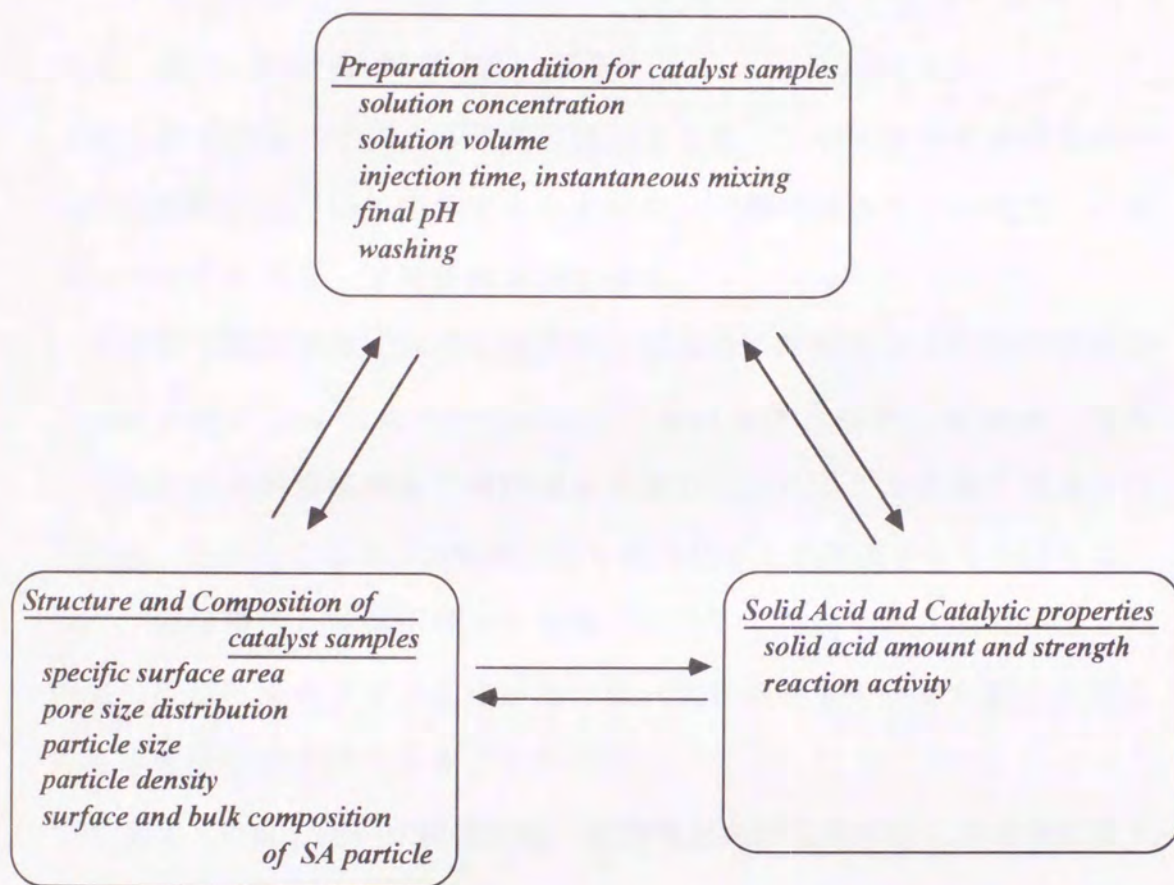 Preparation condition for catalyst samples
solution concentration
solution volume
injection time, instantaneous mixing
final pH
washing
Structure and Composition of
catalyst samples
specific surface area
pore size distribution
particle size
particle density
surface and bulk composition
of SA particle
Solid Acid and Catalytic properties
solid acid amount and strength
reaction activity